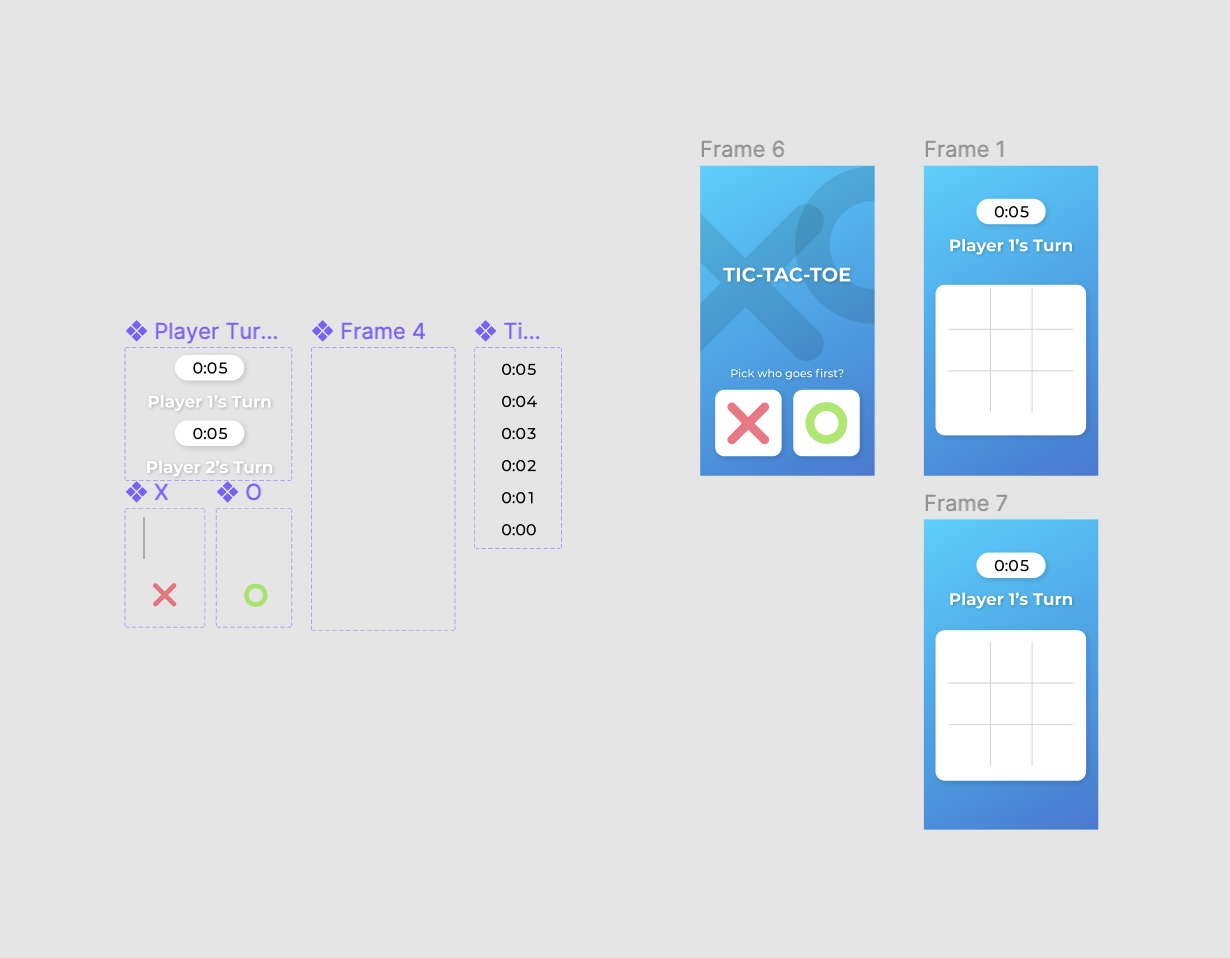 Player Tur...
0:05
Player 1's Turn
0:05
Player 2's Turn
X
O
Frame 4
Ti...
0:05
0:04
0:03
0:02
0:01
0:00
Frame 6
TIC-TAC-TOE
Pick who goes first?
Frame 1
0:05
Player 1's Turn
Frame 7
0:05
Player 1's Turn